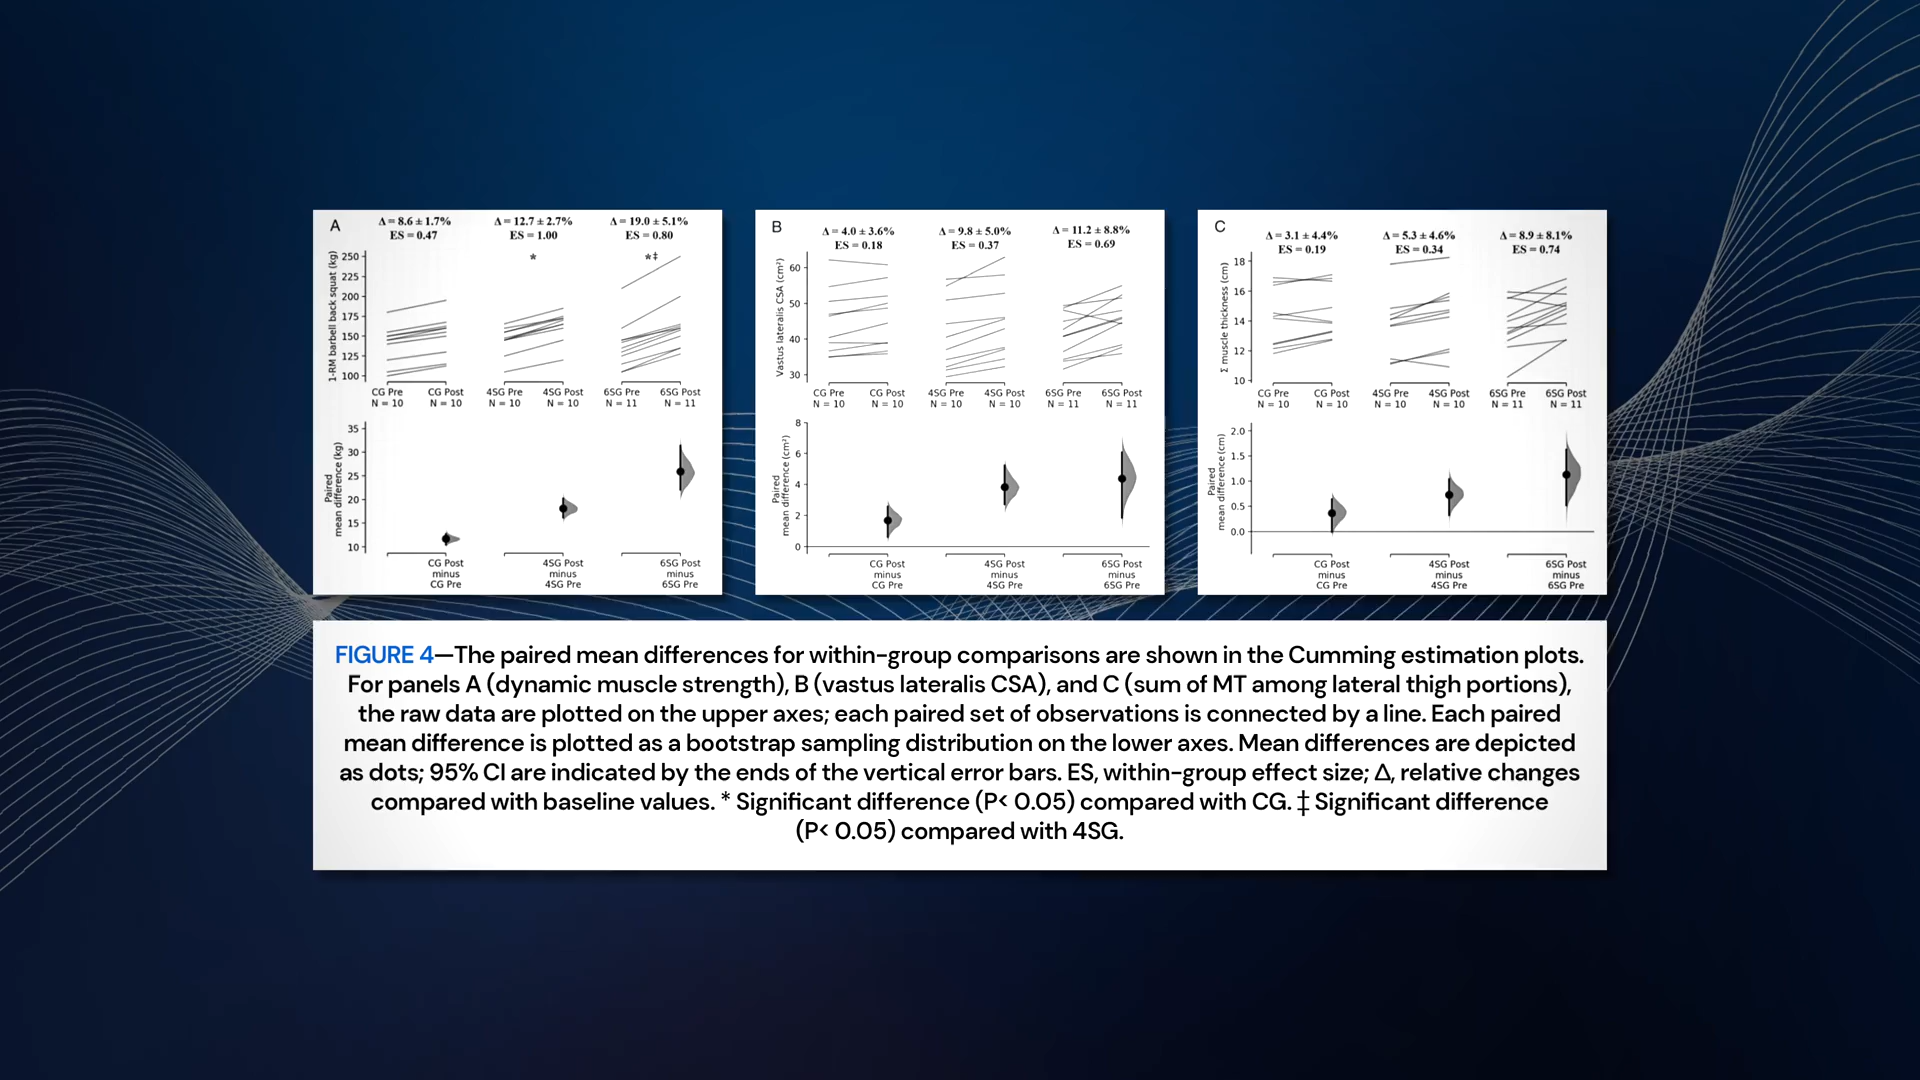 A
Δ = 8.6 ± 1.7%
ES = 0.47
Δ = 12.7 ± 2.7%
ES = 1.00
Δ = 19.0 ± 5.1%
ES = 0.80
*
*‡
1-RM barbell back squat (kg)
250
225
200
175
150
125
100
CG Pre
N = 10
CG Post
N = 10
4SG Pre
N = 10
4SG Post
N = 10
6SG Pre
N = 11
6SG Post
N = 11
Paired
mean difference (kg)
35
30
25
20
15
10
CG Post
minus
CG Pre
4SG Post
minus
4SG Pre
6SG Post
minus
6SG Pre
B
Δ = 4.0 ± 3.6%
ES = 0.18
Δ = 9.8 ± 5.0%
ES = 0.37
Δ = 11.2 ± 8.8%
ES = 0.69
Vastus lateralis CSA (cm²)
60
50
40
30
CG Pre
N = 10
CG Post
N = 10
4SG Pre
N = 10
4SG Post
N = 10
6SG Pre
N = 11
6SG Post
N = 11
Paired
mean difference (cm²)
8
6
4
2
0
CG Post
minus
CG Pre
4SG Post
minus
4SG Pre
6SG Post
minus
6SG Pre
C
Δ = 3.1 ± 4.4%
ES = 0.19
Δ = 5.3 ± 4.6%
ES = 0.34
Δ = 8.9 ± 8.1%
ES = 0.74
Σ muscle thickness (cm)
18
16
14
12
10
CG Pre
N = 10
CG Post
N = 10
4SG Pre
N = 10
4SG Post
N = 10
6SG Pre
N = 11
6SG Post
N = 11
Paired
mean difference (cm)
2.0
1.5
1.0
0.5
0.0
CG Post
minus
CG Pre
4SG Post
minus
4SG Pre
6SG Post
minus
6SG Pre
FIGURE 4—The paired mean differences for within-group comparisons are shown in the Cumming estimation plots.
For panels A (dynamic muscle strength), B (vastus lateralis CSA), and C (sum of MT among lateral thigh portions),
the raw data are plotted on the upper axes; each paired set of observations is connected by a line. Each paired
mean difference is plotted as a bootstrap sampling distribution on the lower axes. Mean differences are depicted
as dots; 95% CI are indicated by the ends of the vertical error bars. ES, within-group effect size; Δ, relative changes
compared with baseline values. * Significant difference (P< 0.05) compared with CG. ‡ Significant difference
(P< 0.05) compared with 4SG.